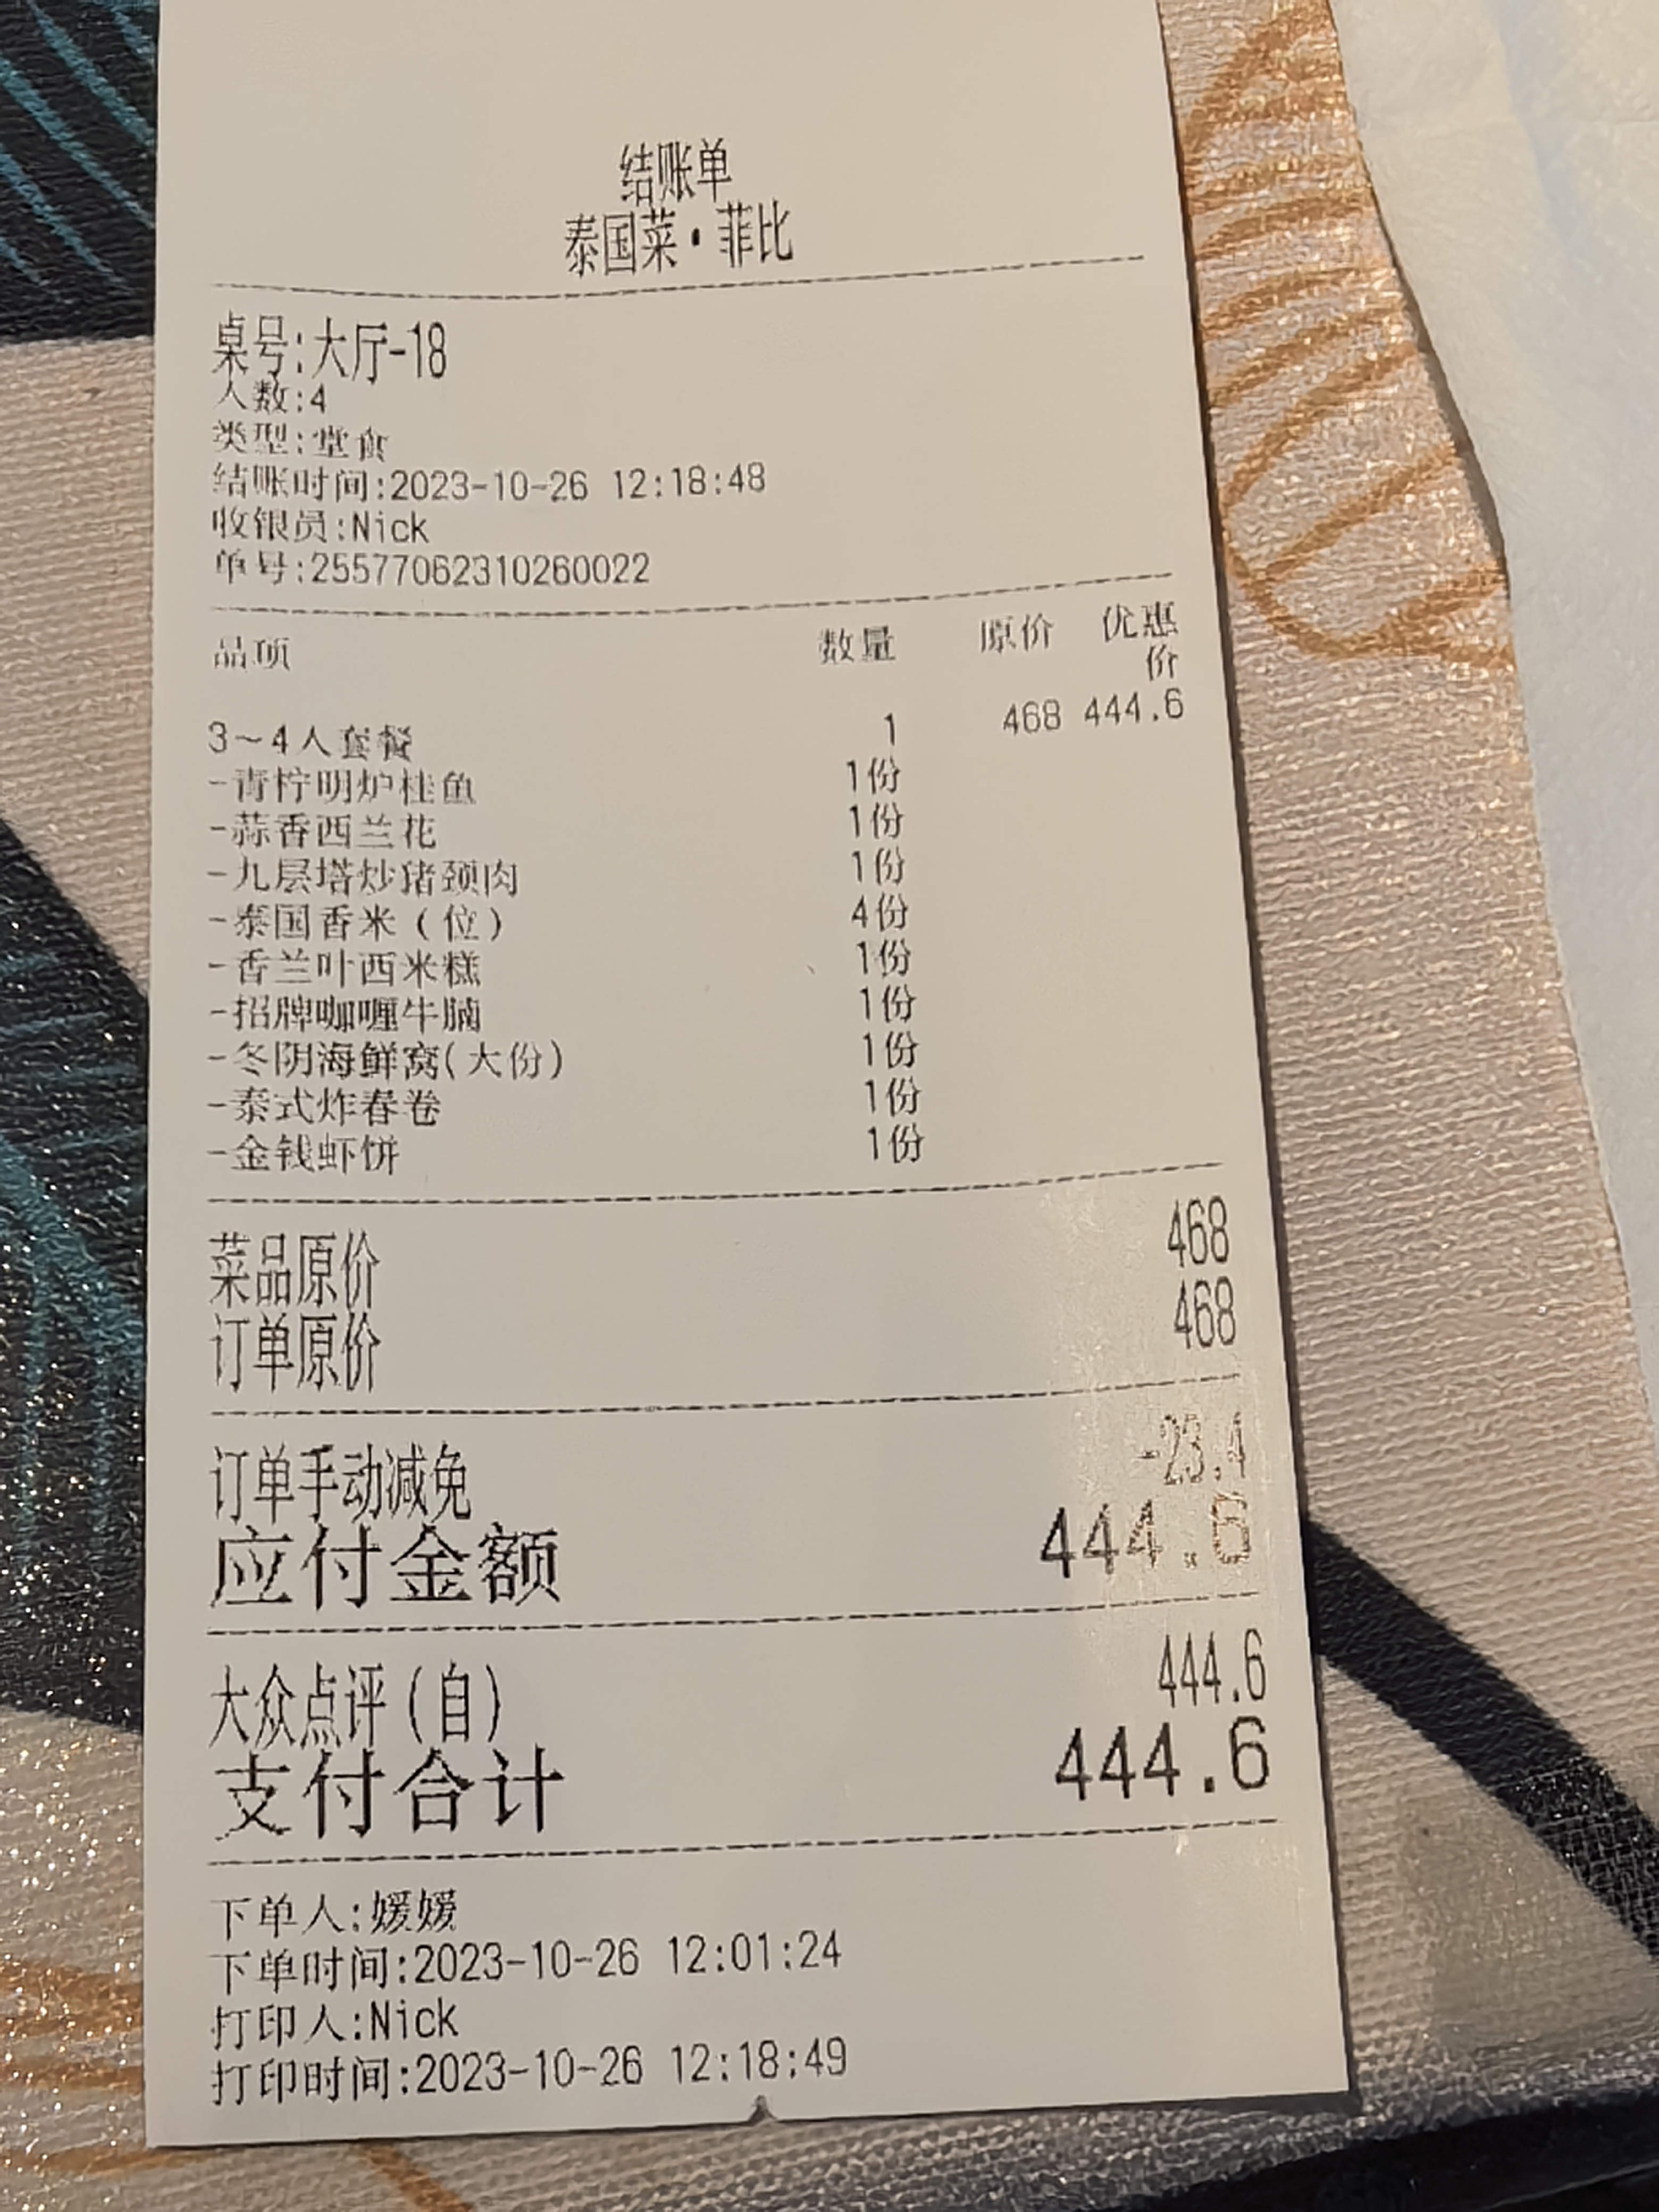 结账单
泰国菜·菲比
桌号:大厅-18
人数:4
类型:堂食
结账时间:2023-10-26 12:18:48
收银员:Nick
单号:25577062310260022
品项 数量 原价 优惠价
3~4人套餐 1 468 444.6
-青柠明炉桂鱼 1份
-蒜香西兰花 1份
-九层塔炒猪颈肉 1份
-泰国香米(位) 4份
-香兰叶西米糕 1份
-招牌咖喱牛腩 1份
-冬阴海鲜窝(大份) 1份
-泰式炸春卷 1份
-金钱虾饼 1份
菜品原价 468
订单原价 468
订单手动减免 -23.4
应付金额 444.6
大众点评(自) 444.6
支付合计 444.6
下单人:媛媛
下单时间:2023-10-26 12:01:24
打印人:Nick
打印时间:2023-10-26 12:18:49